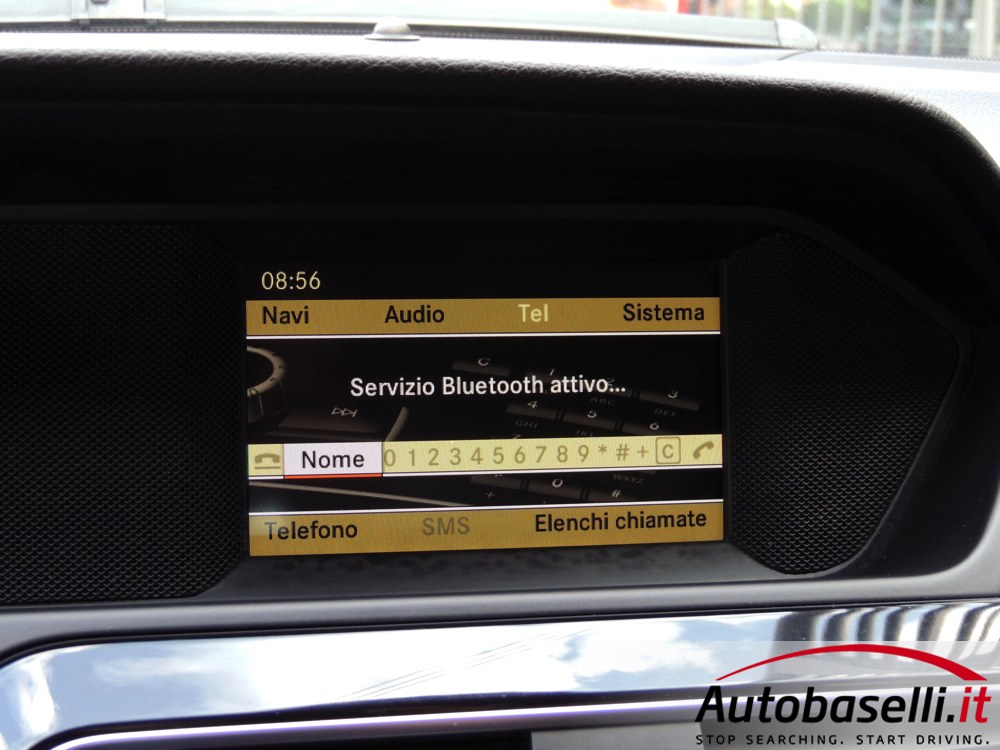 08:56
Navi Audio Tel Sistema
Servizio Bluetooth attivo...
Nome 0 1 2 3 4 5 6 7 8 9 * # + C
Telefono SMS Elenchi chiamate
Autobaselli.it
STOP SEARCHING. START DRIVING.